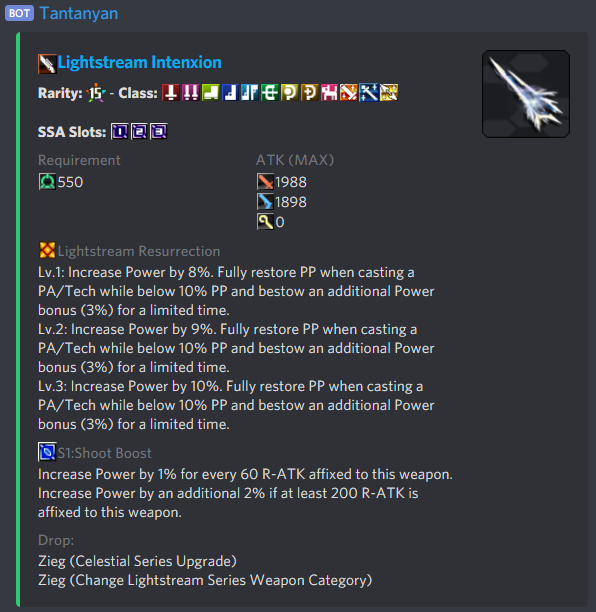 BOT Tantanyan
Lightstream Intenxion
Rarity: 15 - Class:
SSA Slots: 1 2 3
Requirement
550
ATK (MAX)
1988
1898
0
Lightstream Resurrection
Lv.1: Increase Power by 8%. Fully restore PP when casting a
PA/Tech while below 10% PP and bestow an additional Power
bonus (3%) for a limited time.
Lv.2: Increase Power by 9%. Fully restore PP when casting a
PA/Tech while below 10% PP and bestow an additional Power
bonus (3%) for a limited time.
Lv.3: Increase Power by 10%. Fully restore PP when casting a
PA/Tech while below 10% PP and bestow an additional Power
bonus (3%) for a limited time.
S1:Shoot Boost
Increase Power by 1% for every 60 R-ATK affixed to this weapon.
Increase Power by an additional 2% if at least 200 R-ATK is
affixed to this weapon.
Drop:
Zieg (Celestial Series Upgrade)
Zieg (Change Lightstream Series Weapon Category)